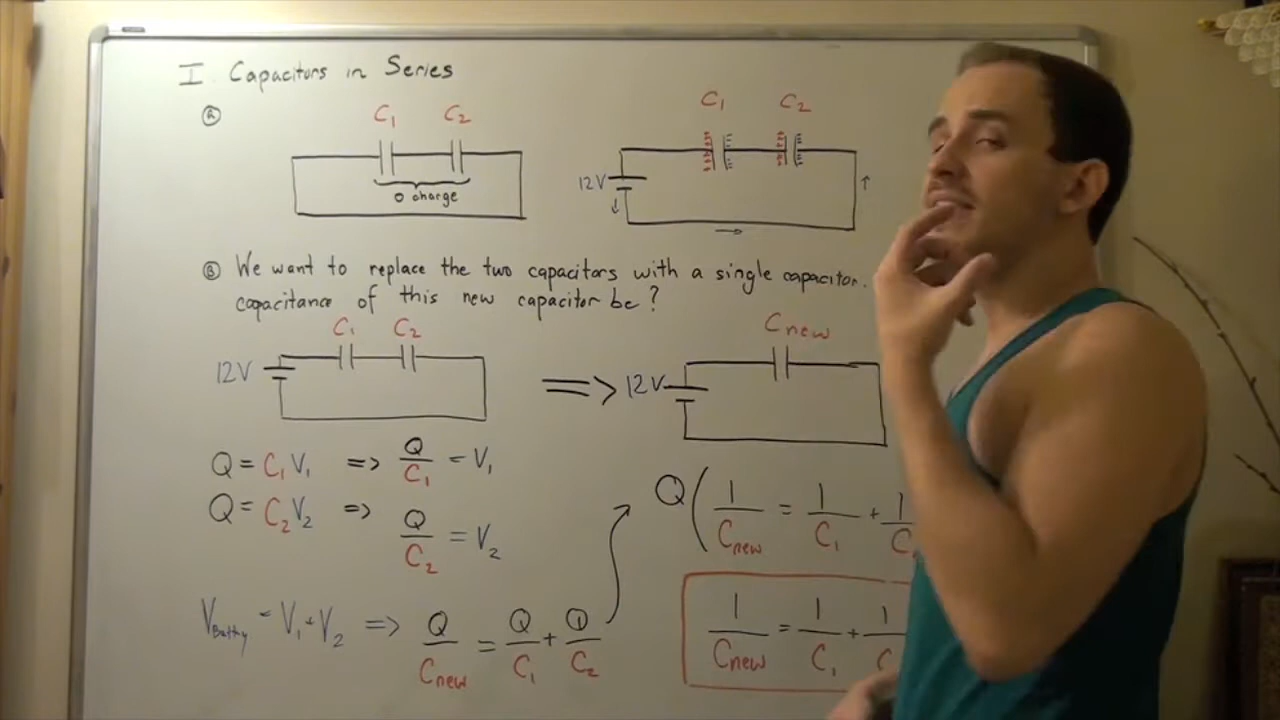 I Capacitors in Series
Ⓐ
C₁ C₂
0 charge
C₁ C₂
12V
Ⓑ We want to replace the two capacitors with a single capacitor.
capacitance of this new capacitor be?
C₁ C₂
12V
=>
Cnew
12V
Q = C₁V₁ => Q/C₁ = V₁
Q = C₂V₂ => Q/C₂ = V₂
VBattery = V₁ + V₂ => Q/Cnew = Q/C₁ + Q/C₂
Q( 1/Cnew = 1/C₁ + 1/C
1/Cnew = 1/C₁ + 1/C